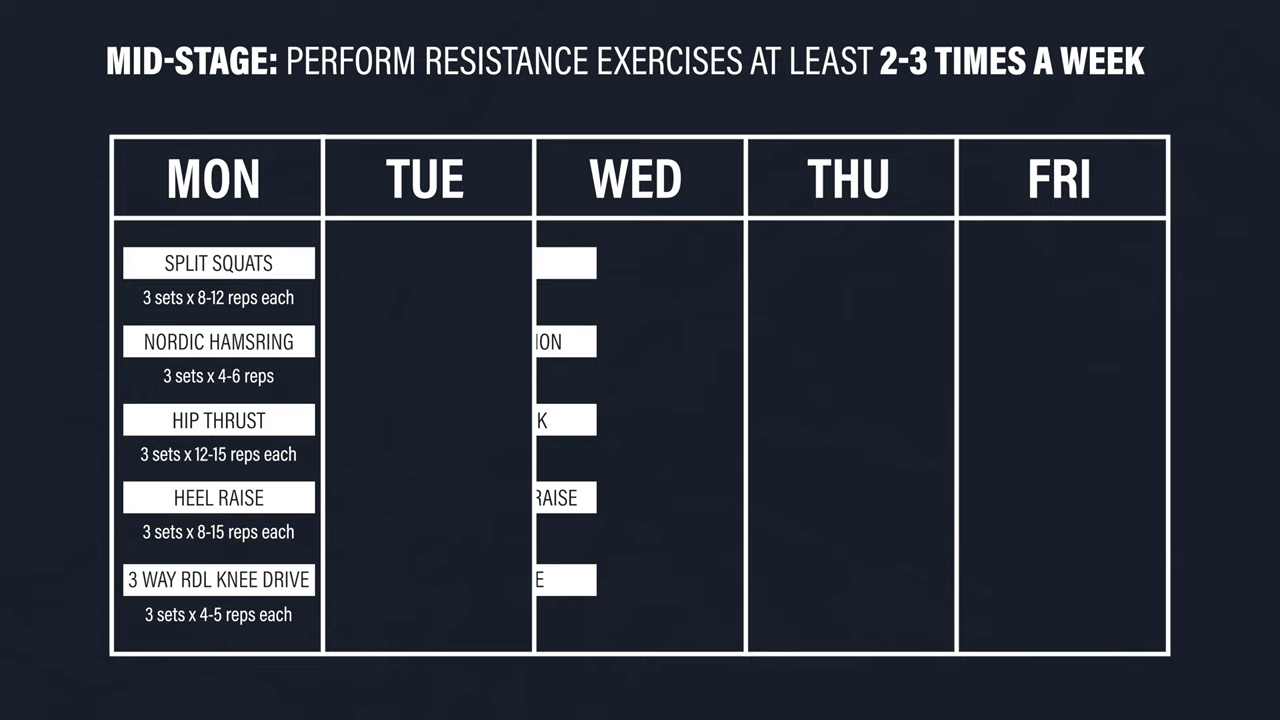 MID-STAGE: PERFORM RESISTANCE EXERCISES AT LEAST 2-3 TIMES A WEEK
MON
TUE
WED
THU
FRI
SPLIT SQUATS
3 sets x 8-12 reps each
NORDIC HAMSRING
3 sets x 4-6 reps
HIP THRUST
3 sets x 12-15 reps each
HEEL RAISE
3 sets x 8-15 reps each
3 WAY RDL KNEE DRIVE
3 sets x 4-5 reps each
ION
K
RAISE
E